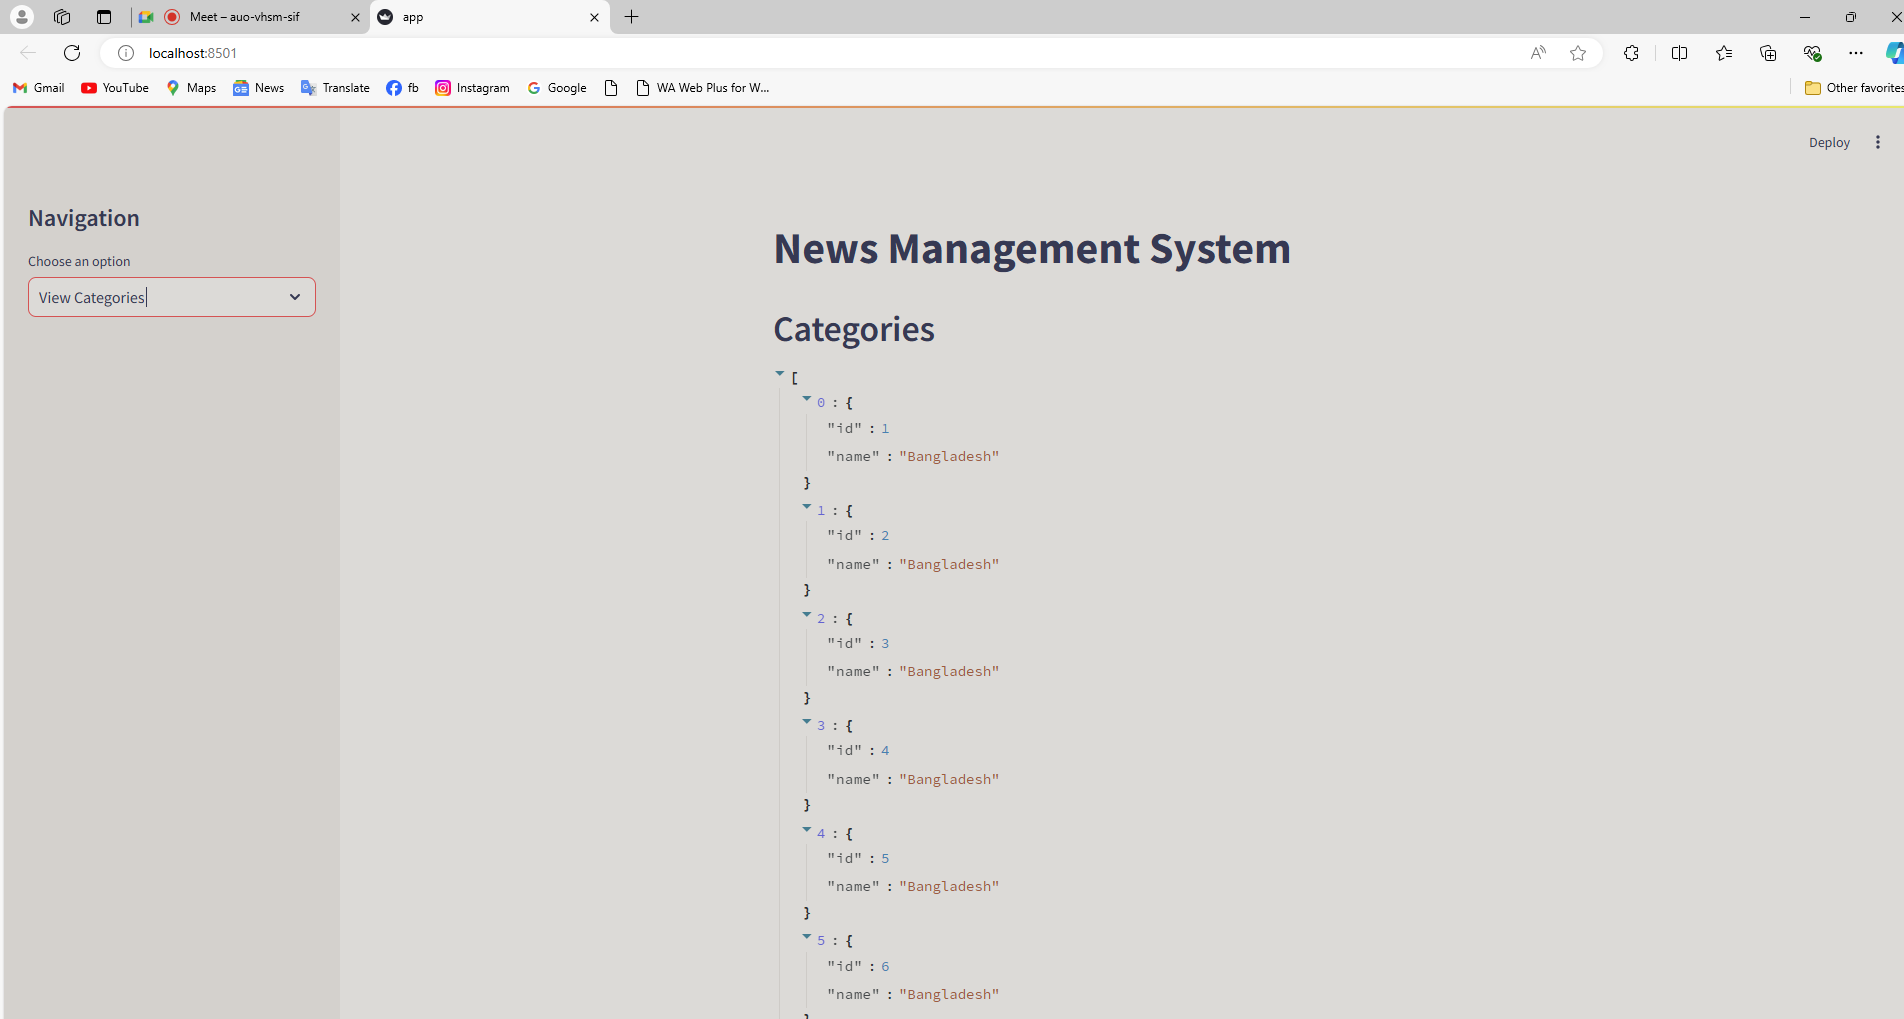 Meet – auo-vhsm-sif
app
localhost:8501
Gmail YouTube Maps News Translate fb Instagram Google WA Web Plus for W... Other favorites
Deploy
Navigation
Choose an option
View Categories
News Management System
Categories
[
0 : {
"id" : 1
"name" : "Bangladesh"
}
1 : {
"id" : 2
"name" : "Bangladesh"
}
2 : {
"id" : 3
"name" : "Bangladesh"
}
3 : {
"id" : 4
"name" : "Bangladesh"
}
4 : {
"id" : 5
"name" : "Bangladesh"
}
5 : {
"id" : 6
"name" : "Bangladesh"
}